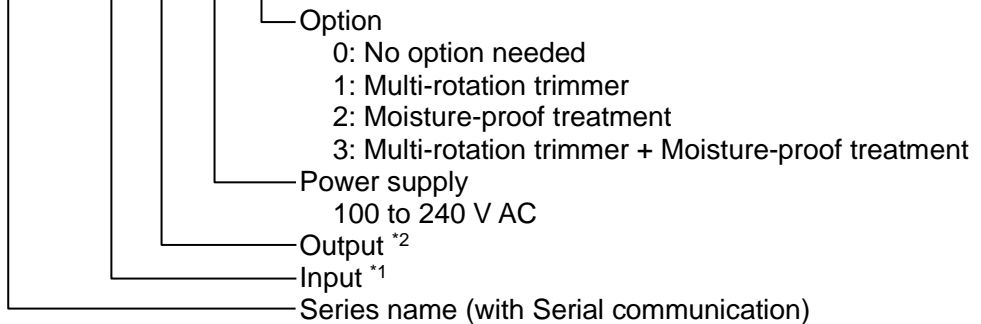 Option
0: No option needed
1: Multi-rotation trimmer
2: Moisture-proof treatment
3: Multi-rotation trimmer + Moisture-proof treatment
Power supply
100 to 240 V AC
Output *2
Input *1
Series name (with Serial communication)